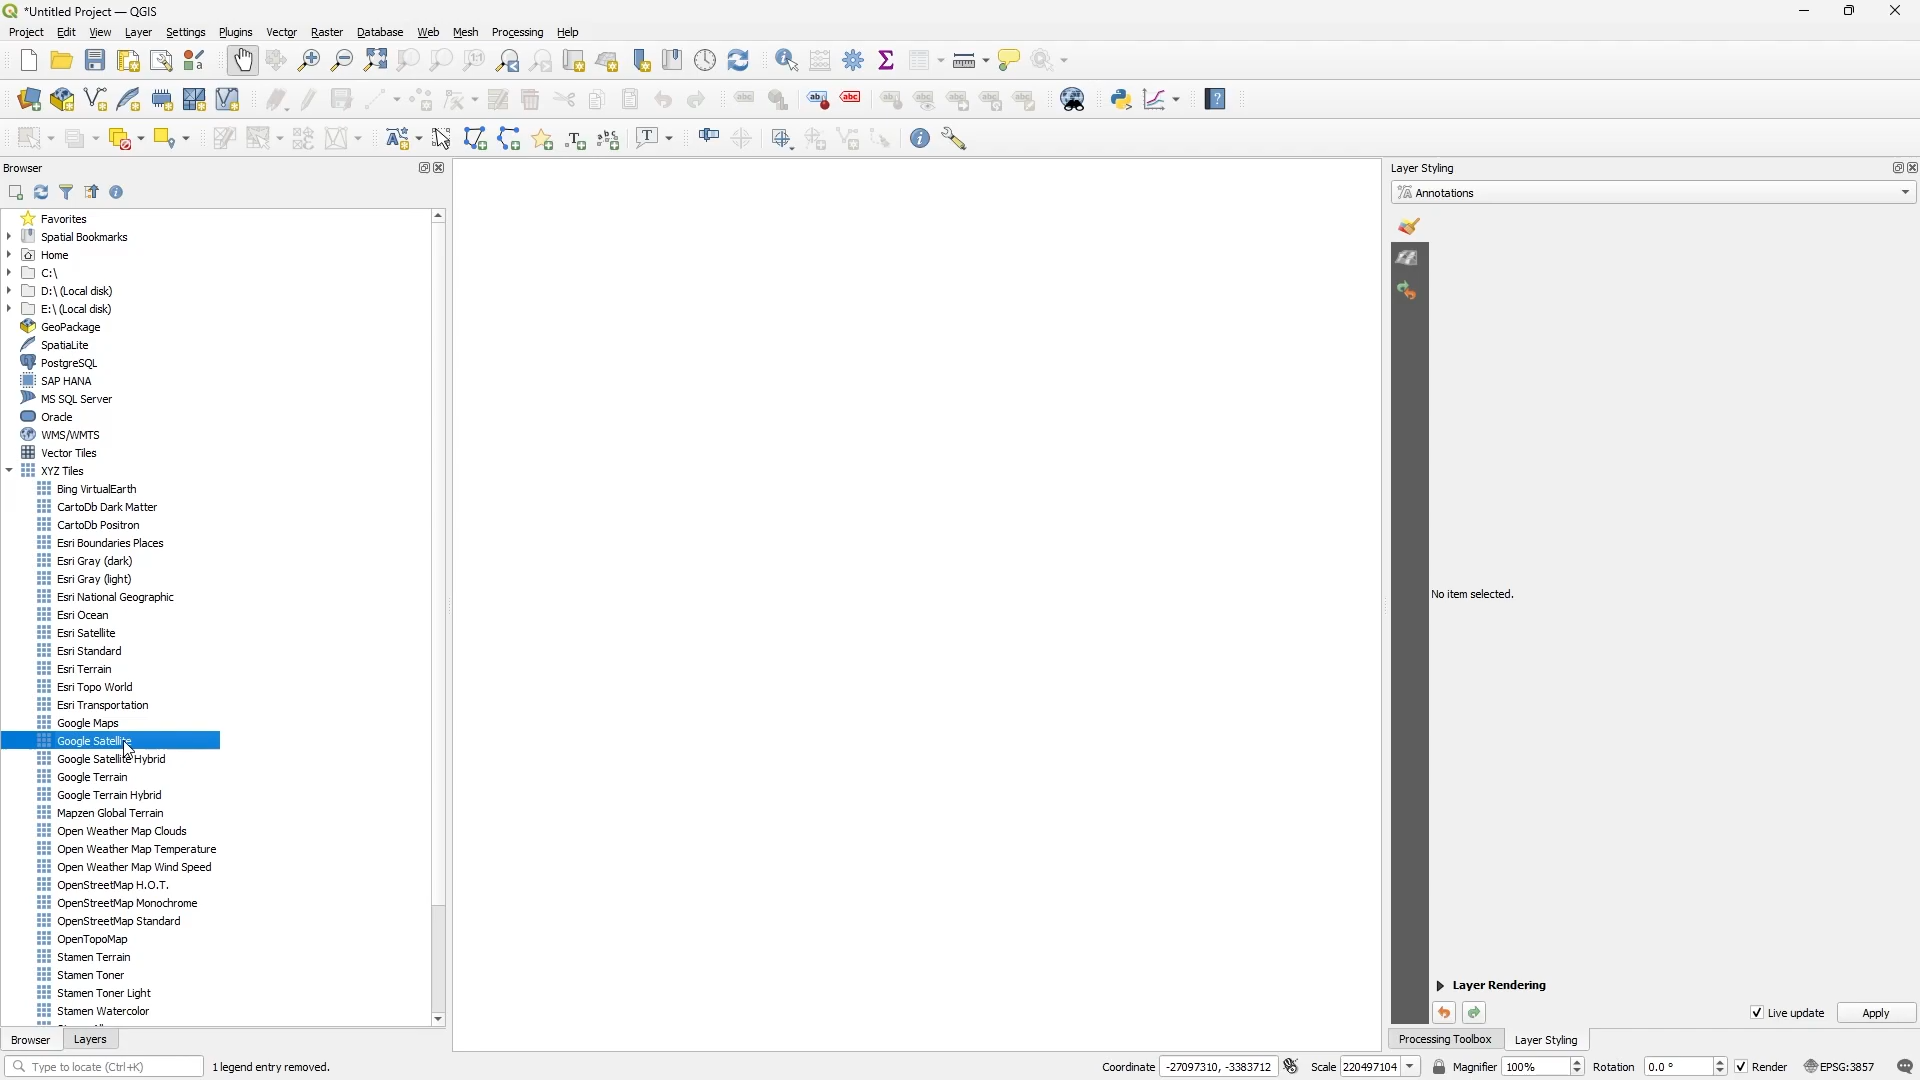 *Untitled Project — QGIS
Project Edit View Layer Settings Plugins Vector Raster Database Web Mesh Processing Help
Browser
Layer Styling
Annotations
Favorites
Spatial Bookmarks
Home
C:\
D:\ (Local disk)
E:\ (Local disk)
GeoPackage
SpatiaLite
PostgreSQL
SAP HANA
MS SQL Server
Oracle
WMS/WMTS
Vector Tiles
XYZ Tiles
Bing VirtualEarth
CartoDb Dark Matter
CartoDb Positron
Esri Boundaries Places
Esri Gray (dark)
Esri Gray (light)
Esri National Geographic
Esri Ocean
Esri Satellite
Esri Standard
Esri Terrain
Esri Topo World
Esri Transportation
Google Maps
Google Satellite
Google Satellite Hybrid
Google Terrain
Google Terrain Hybrid
Mapzen Global Terrain
Open Weather Map Clouds
Open Weather Map Temperature
Open Weather Map Wind Speed
OpenStreetMap H.O.T.
OpenStreetMap Monochrome
OpenStreetMap Standard
OpenTopoMap
Stamen Terrain
Stamen Toner
Stamen Toner Light
Stamen Watercolor
No item selected.
Layer Rendering
Live update Apply
Browser Layers
Processing Toolbox Layer Styling
Type to locate (Ctrl+K) 1 legend entry removed. Coordinate -27097310, -3383712 Scale 220497104 Magnifier 100% Rotation 0.0 ° Render EPSG:3857